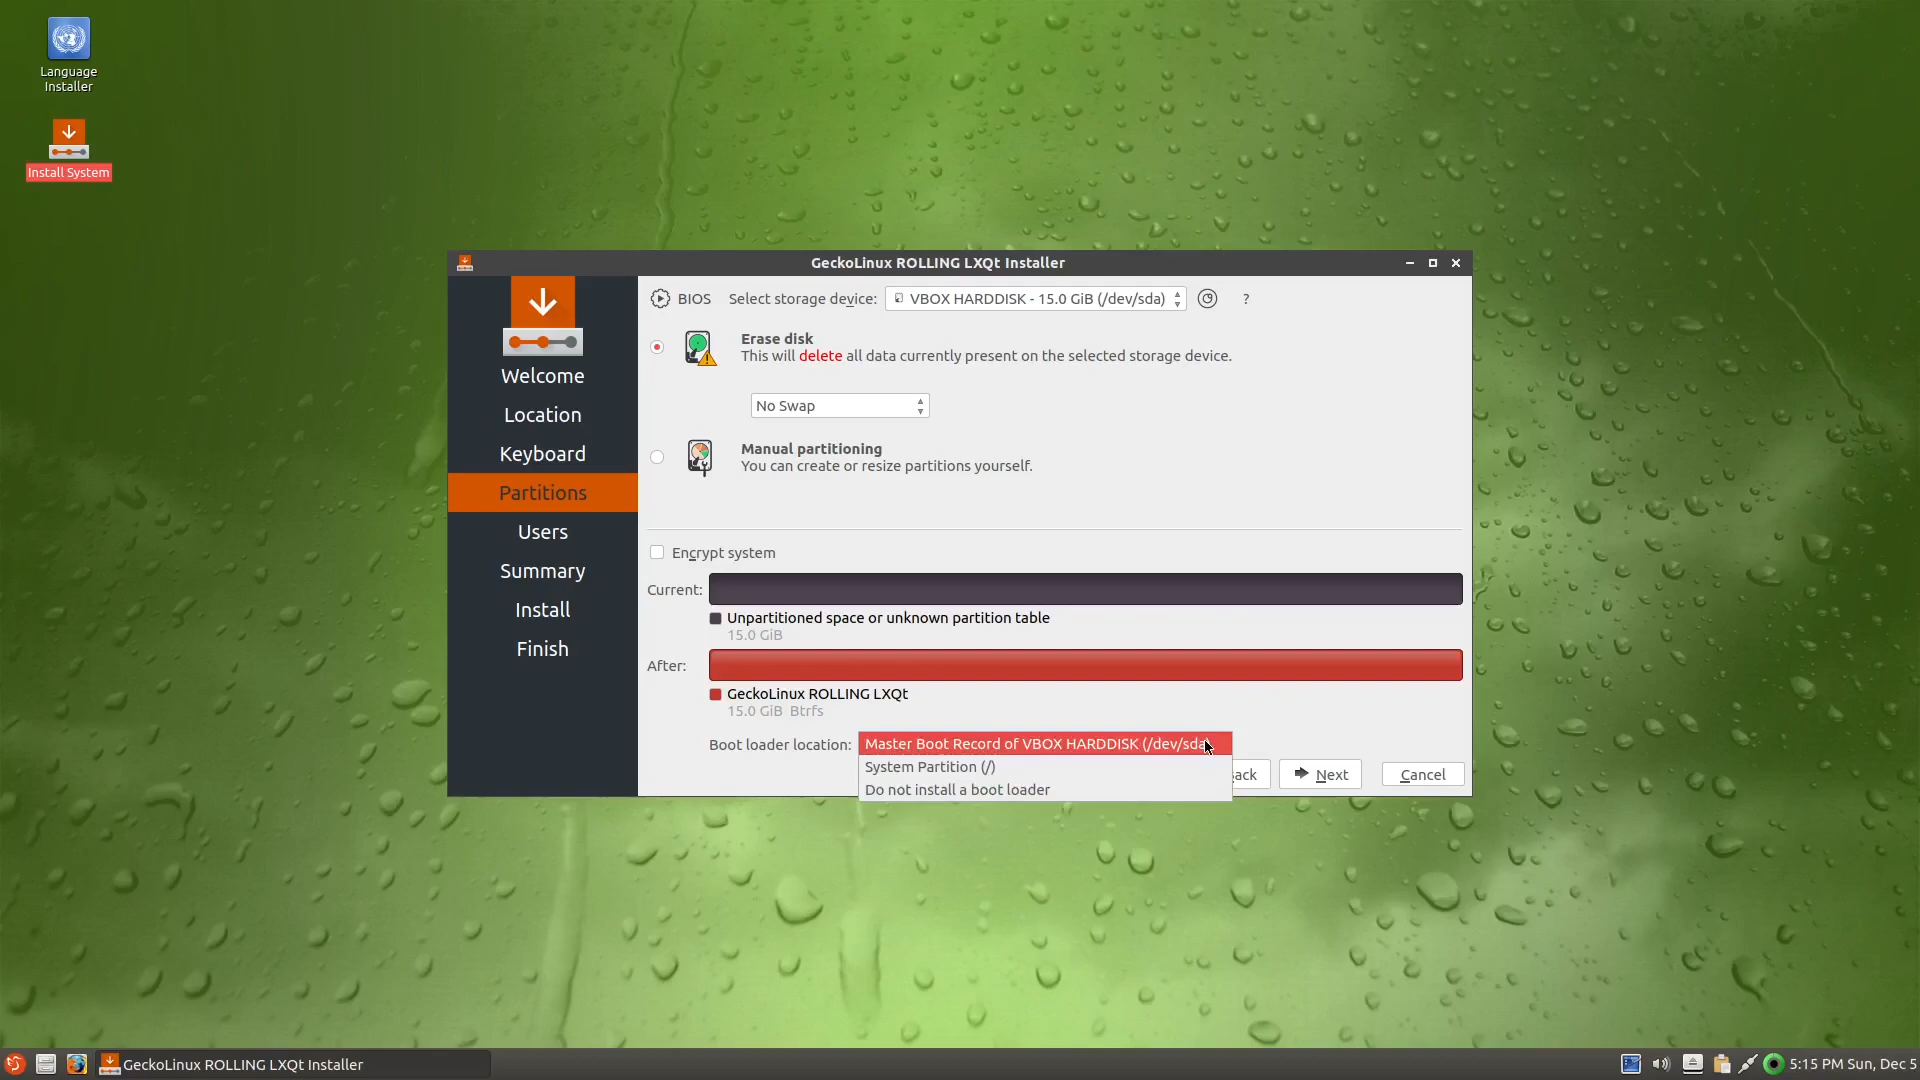 Language
Installer
Install System
GeckoLinux ROLLING LXQt Installer
Welcome
Location
Keyboard
Partitions
Users
Summary
Install
Finish
BIOS Select storage device: VBOX HARDDISK - 15.0 GiB (/dev/sda) ?
Erase disk
This will delete all data currently present on the selected storage device.
No Swap
Manual partitioning
You can create or resize partitions yourself.
Encrypt system
Current:
Unpartitioned space or unknown partition table
15.0 GiB
After:
GeckoLinux ROLLING LXQt
15.0 GiB Btrfs
Boot loader location: Master Boot Record of VBOX HARDDISK (/dev/sda)
System Partition (/)
Do not install a boot loader
Next
Cancel
GeckoLinux ROLLING LXQt Installer
5:15 PM Sun, Dec 5